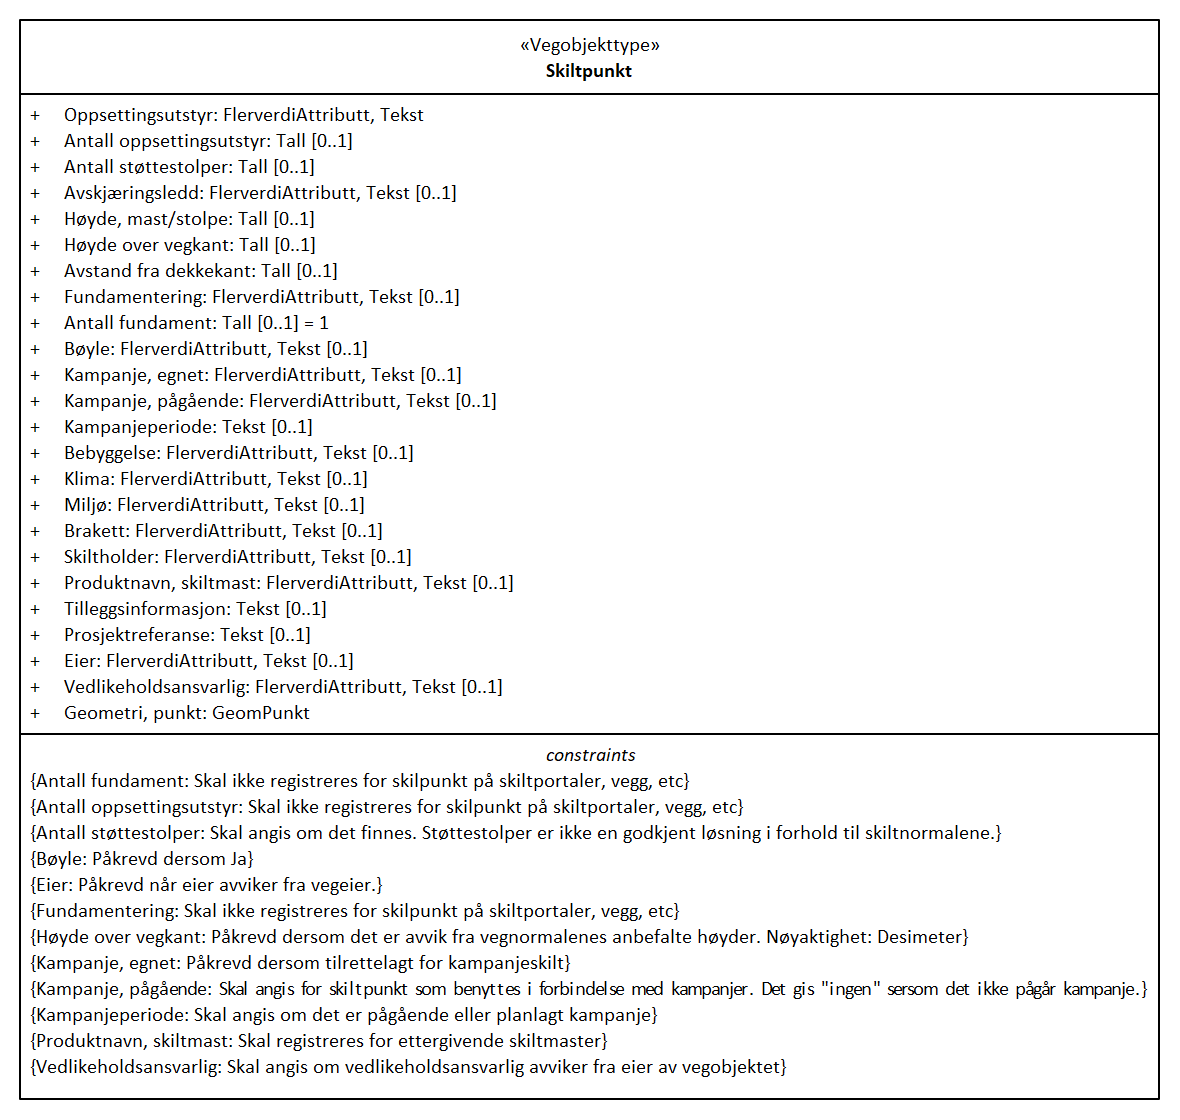 «Vegobjekttype»
Skiltpunkt
+ Oppsettingsutstyr: FlerverdiAttributt, Tekst
+ Antall oppsettingsutstyr: Tall [0..1]
+ Antall støttestolper: Tall [0..1]
+ Avskjæringsledd: FlerverdiAttributt, Tekst [0..1]
+ Høyde, mast/stolpe: Tall [0..1]
+ Høyde over vegkant: Tall [0..1]
+ Avstand fra dekkekant: Tall [0..1]
+ Fundamentering: FlerverdiAttributt, Tekst [0..1]
+ Antall fundament: Tall [0..1] = 1
+ Bøyle: FlerverdiAttributt, Tekst [0..1]
+ Kampanje, egnet: FlerverdiAttributt, Tekst [0..1]
+ Kampanje, pågående: FlerverdiAttributt, Tekst [0..1]
+ Kampanjeperiode: Tekst [0..1]
+ Bebyggelse: FlerverdiAttributt, Tekst [0..1]
+ Klima: FlerverdiAttributt, Tekst [0..1]
+ Miljø: FlerverdiAttributt, Tekst [0..1]
+ Brakett: FlerverdiAttributt, Tekst [0..1]
+ Skiltholder: FlerverdiAttributt, Tekst [0..1]
+ Produktnavn, skiltmast: FlerverdiAttributt, Tekst [0..1]
+ Tilleggsinformasjon: Tekst [0..1]
+ Prosjektreferanse: Tekst [0..1]
+ Eier: FlerverdiAttributt, Tekst [0..1]
+ Vedlikeholdsansvarlig: FlerverdiAttributt, Tekst [0..1]
+ Geometri, punkt: GeomPunkt
constraints
{Antall fundament: Skal ikke registreres for skilpunkt på skiltportaler, vegg, etc}
{Antall oppsettingsutstyr: Skal ikke registreres for skilpunkt på skiltportaler, vegg, etc}
{Antall støttestolper: Skal angis om det finnes. Støttestolper er ikke en godkjent løsning i forhold til skiltnormalene.}
{Bøyle: Påkrevd dersom Ja}
{Eier: Påkrevd når eier avviker fra vegeier.}
{Fundamentering: Skal ikke registreres for skilpunkt på skiltportaler, vegg, etc}
{Høyde over vegkant: Påkrevd dersom det er avvik fra vegnormalenes anbefalte høyder. Nøyaktighet: Desimeter}
{Kampanje, egnet: Påkrevd dersom tilrettelagt for kampanjeskilt}
{Kampanje, pågående: Skal angis for skiltpunkt som benyttes i forbindelse med kampanjer. Det gis "ingen" sersom det ikke pågår kampanje.}
{Kampanjeperiode: Skal angis om det er pågående eller planlagt kampanje}
{Produktnavn, skiltmast: Skal registreres for ettergivende skiltmaster}
{Vedlikeholdsansvarlig: Skal angis om vedlikeholdsansvarlig avviker fra eier av vegobjektet}